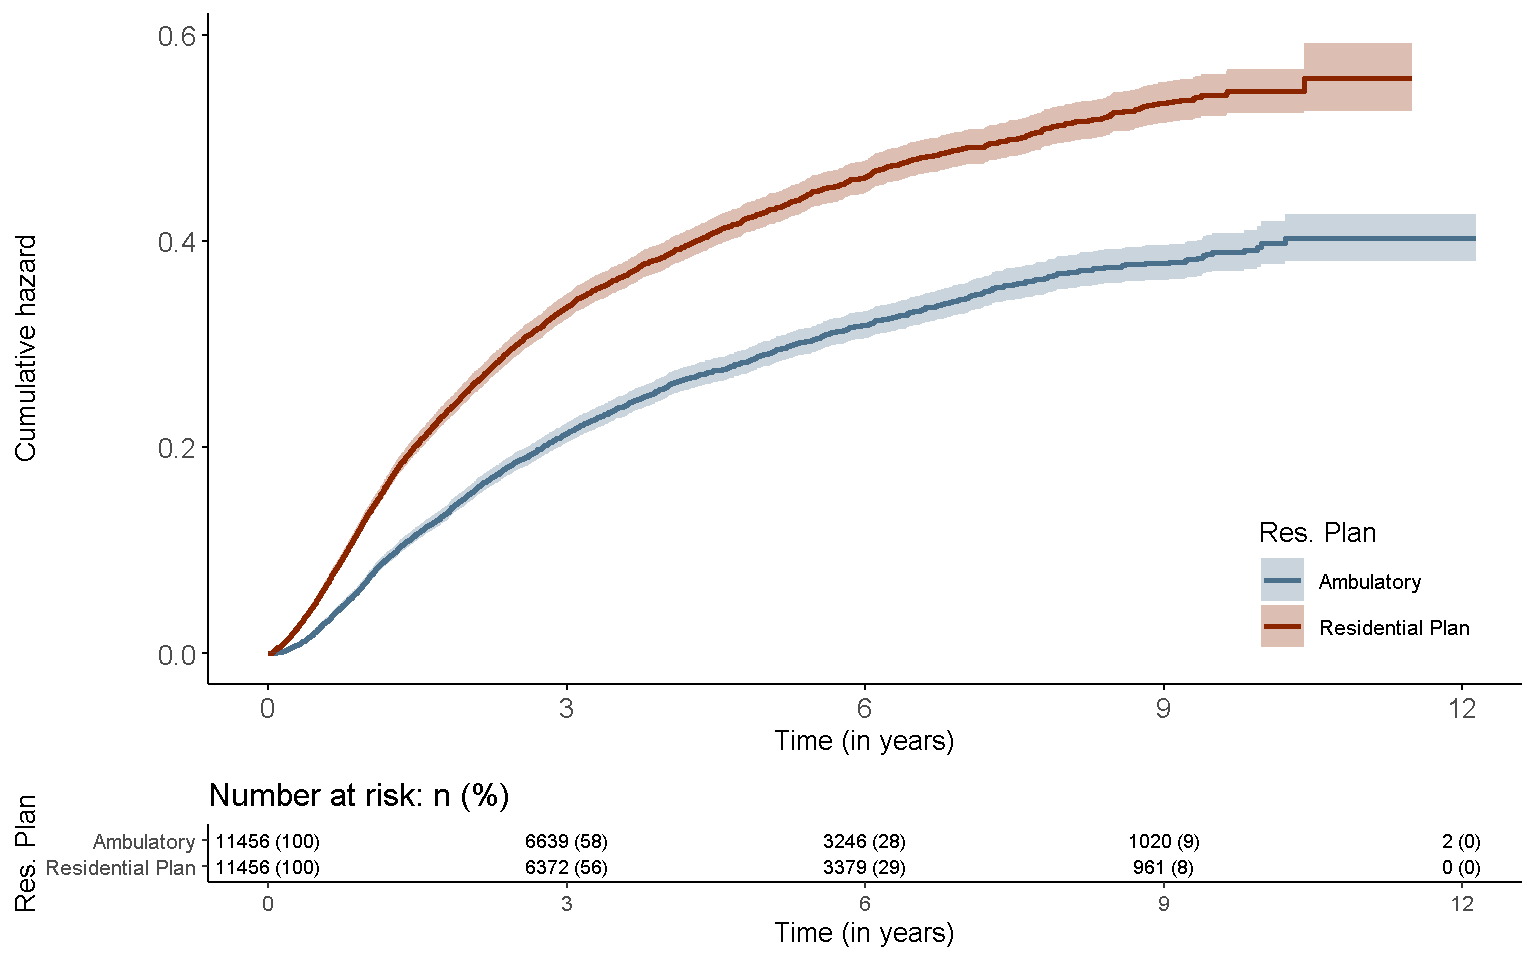 Cumulative hazard
0.6
0.4
0.2
0.0
0 3 6 9 12
Time (in years)
Res. Plan
Ambulatory
Residential Plan
Number at risk: n (%)
Res. Plan
Ambulatory 11456 (100) 6639 (58) 3246 (28) 1020 (9) 2 (0)
Residential Plan 11456 (100) 6372 (56) 3379 (29) 961 (8) 0 (0)
0 3 6 9 12
Time (in years)